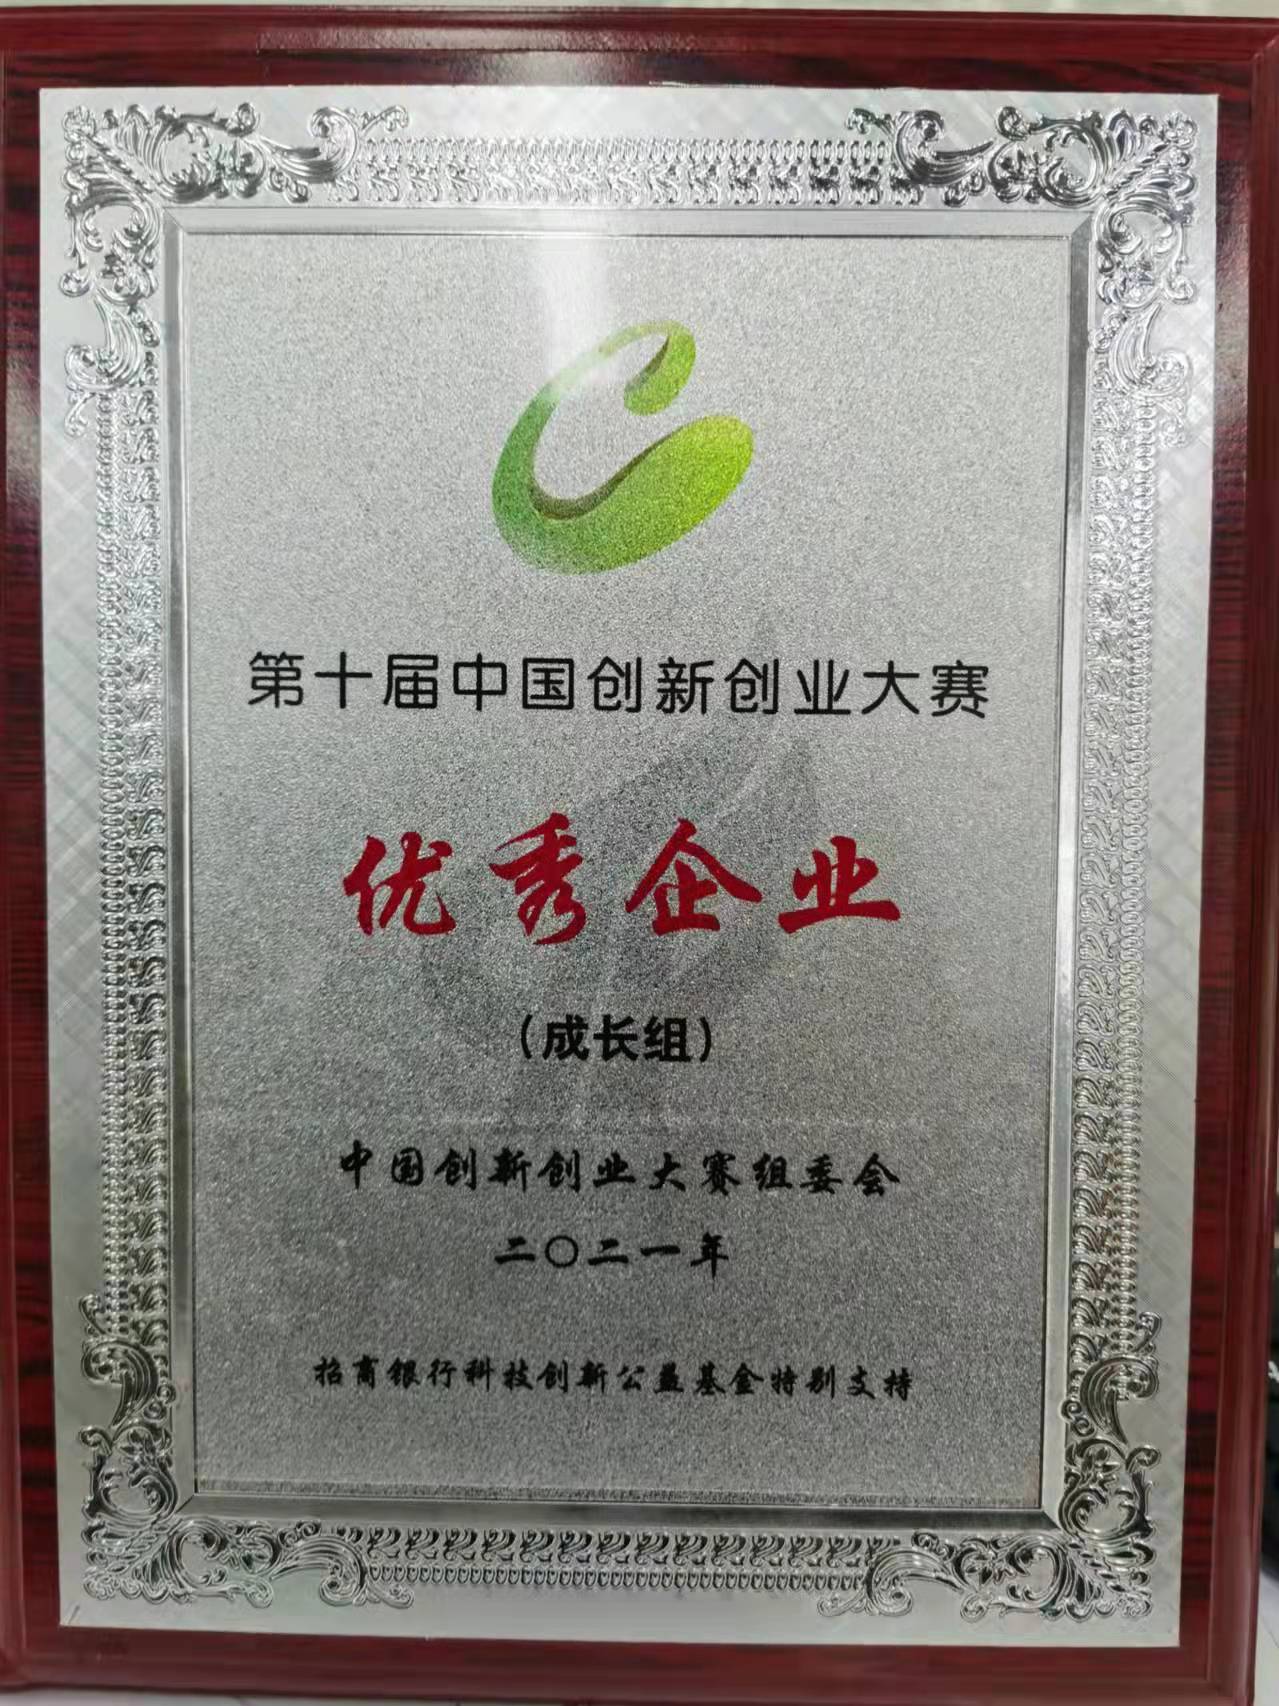 第十届中国创新创业大赛
优秀企业
（成长组）
中国创新创业大赛组委会
二〇二一年
招商银行科技创新公益基金特别支持